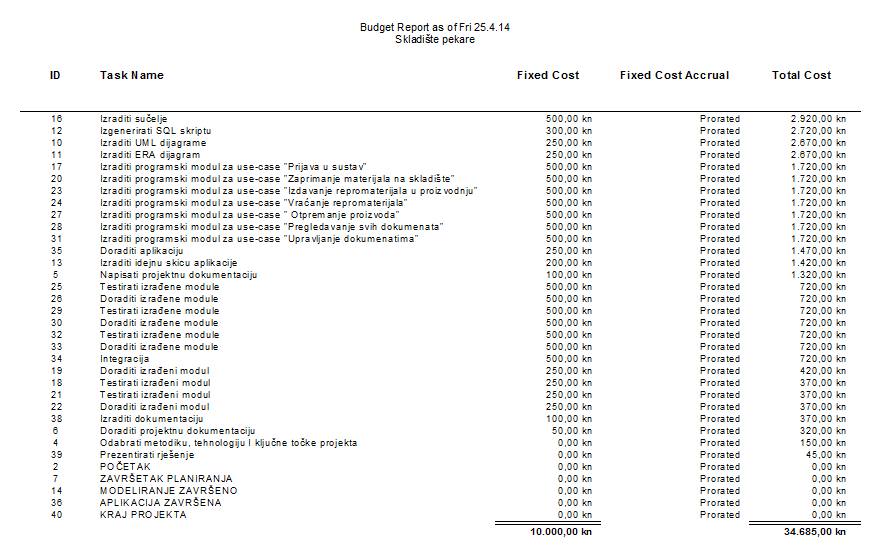 Budget Report as of Fri 25.4.14
Skladište pekare
ID Task Name Fixed Cost Fixed Cost Accrual Total Cost
16 Izraditi sučelje 500,00 kn Prorated 2.920,00 kn
12 Izgenerirati SQL skriptu 300,00 kn Prorated 2.720,00 kn
10 Izraditi UML dijagrame 250,00 kn Prorated 2.670,00 kn
11 Izraditi ERA dijagram 250,00 kn Prorated 2.670,00 kn
17 Izraditi programski modul za use-case "Prijava u sustav" 500,00 kn Prorated 1.720,00 kn
20 Izraditi programski modul za use-case "Zaprimanje materijala na skladište" 500,00 kn Prorated 1.720,00 kn
23 Izraditi programski modul za use-case "Izdavanje repromaterijala u proizvodnju" 500,00 kn Prorated 1.720,00 kn
24 Izraditi programski modul za use-case "Vraćanje repromaterijala" 500,00 kn Prorated 1.720,00 kn
27 Izraditi programski modul za use-case " Otpremanje proizvoda" 500,00 kn Prorated 1.720,00 kn
28 Izraditi programski modul za use-case "Pregledavanje svih dokumenata" 500,00 kn Prorated 1.720,00 kn
31 Izraditi programski modul za use-case "Upravljanje dokumenatima" 500,00 kn Prorated 1.720,00 kn
35 Doraditi aplikaciju 250,00 kn Prorated 1.470,00 kn
13 Izraditi idejnu skicu aplikacije 200,00 kn Prorated 1.420,00 kn
5 Napisati projektnu dokumentaciju 100,00 kn Prorated 1.320,00 kn
25 Testirati izrađene module 500,00 kn Prorated 720,00 kn
26 Doraditi izrađene module 500,00 kn Prorated 720,00 kn
29 Testirati izrađene module 500,00 kn Prorated 720,00 kn
30 Doraditi izrađene module 500,00 kn Prorated 720,00 kn
32 Testirati izrađene module 500,00 kn Prorated 720,00 kn
33 Doraditi izrađene module 500,00 kn Prorated 720,00 kn
34 Integracija 500,00 kn Prorated 720,00 kn
19 Doraditi izrađeni modul 250,00 kn Prorated 420,00 kn
18 Testirati izrađeni modul 250,00 kn Prorated 370,00 kn
21 Testirati izrađeni modul 250,00 kn Prorated 370,00 kn
22 Doraditi izrađeni modul 250,00 kn Prorated 370,00 kn
38 Izraditi dokumentaciju 100,00 kn Prorated 370,00 kn
6 Doraditi projektnu dokumentaciju 50,00 kn Prorated 320,00 kn
4 Odabrati metodiku, tehnologiju I ključne točke projekta 0,00 kn Prorated 150,00 kn
39 Prezentirati rješenje 0,00 kn Prorated 45,00 kn
2 POČETAK 0,00 kn Prorated 0,00 kn
7 ZAVRŠETAK PLANIRANJA 0,00 kn Prorated 0,00 kn
14 MODELIRANJE ZAVRŠENO 0,00 kn Prorated 0,00 kn
36 APLIKACIJA ZAVRŠENA 0,00 kn Prorated 0,00 kn
40 KRAJ PROJEKTA 0,00 kn Prorated 0,00 kn
10.000,00 kn 34.685,00 kn